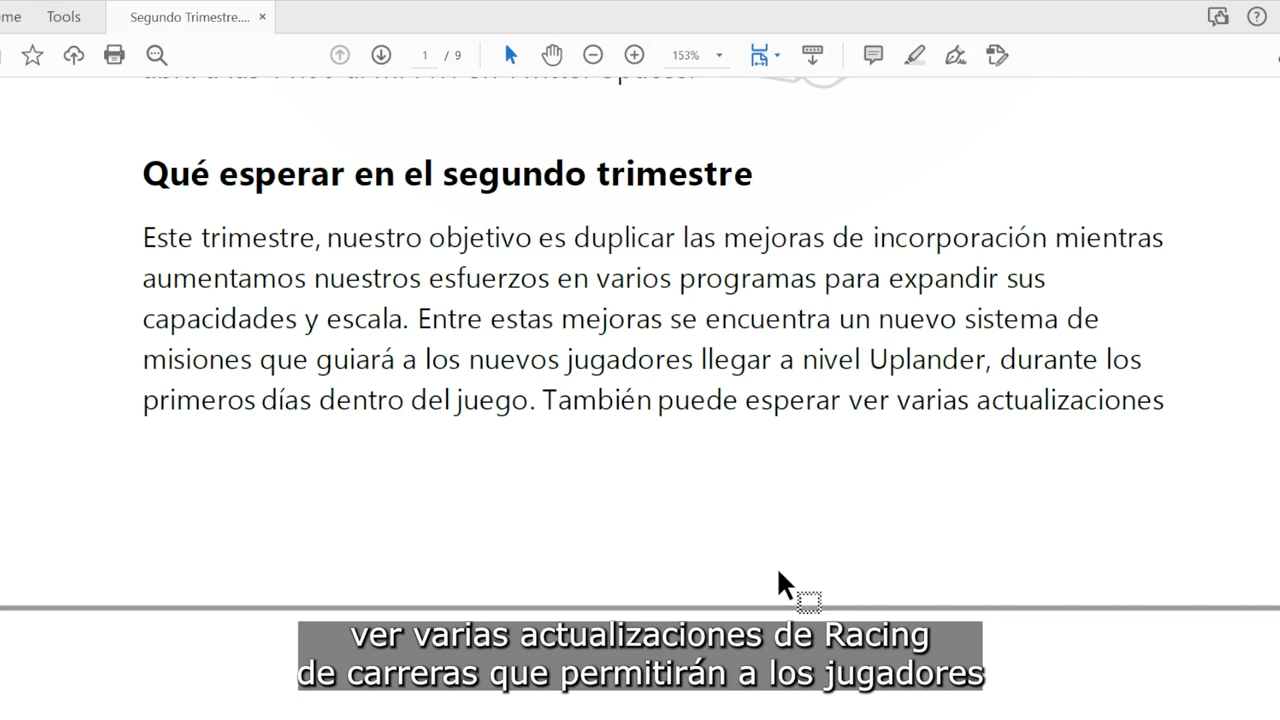 Tools
Segundo Trimestre.... ×
1 / 9
153%
Qué esperar en el segundo trimestre
Este trimestre, nuestro objetivo es duplicar las mejoras de incorporación mientras
aumentamos nuestros esfuerzos en varios programas para expandir sus
capacidades y escala. Entre estas mejoras se encuentra un nuevo sistema de
misiones que guiará a los nuevos jugadores llegar a nivel Uplander, durante los
primeros días dentro del juego. También puede esperar ver varias actualizaciones
ver varias actualizaciones de Racing
de carreras que permitirán a los jugadores